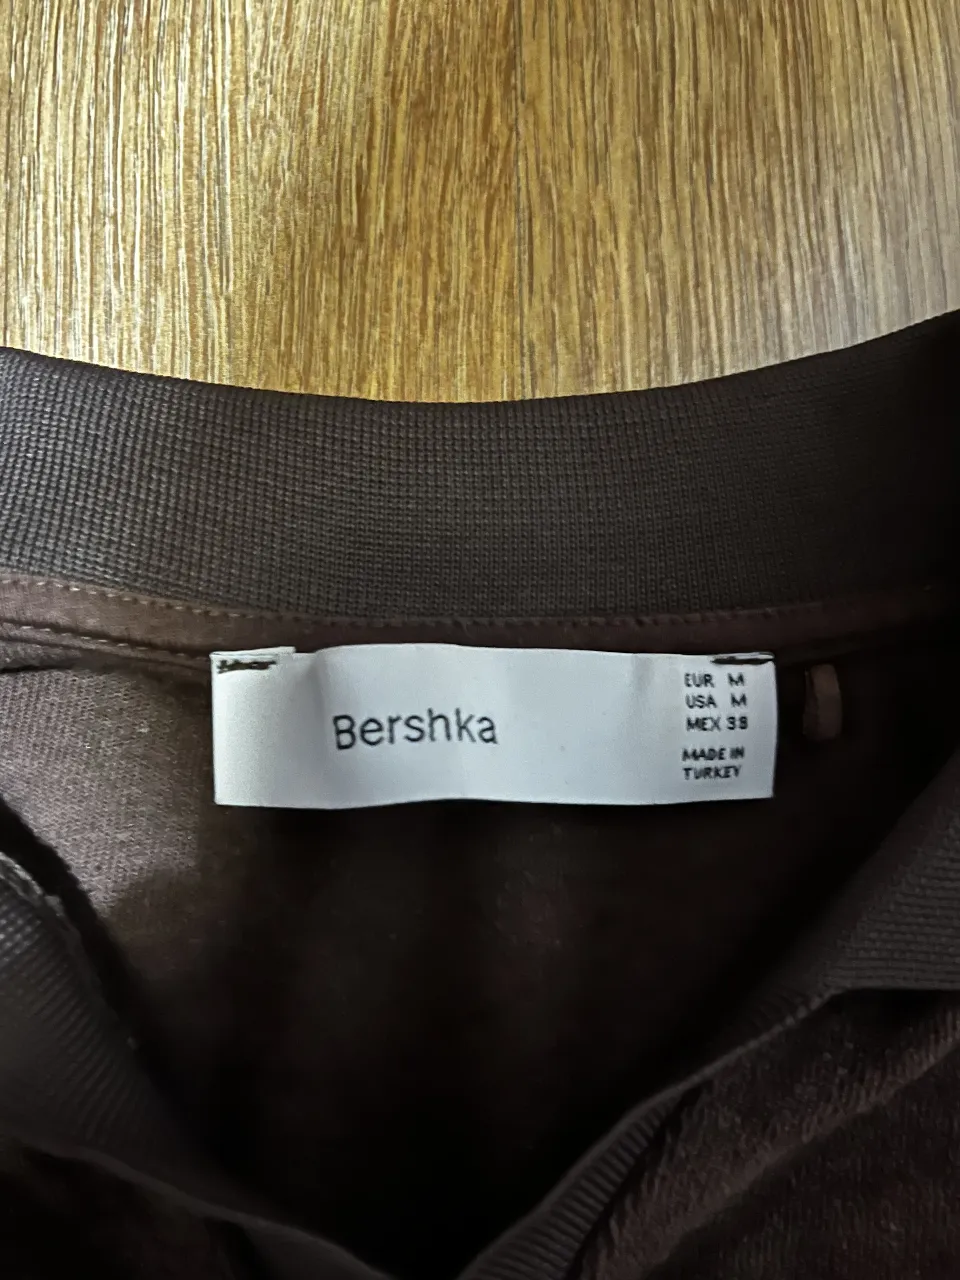 Bershka
EUR M
USA M
MEX 38
MADE IN
TURKEY